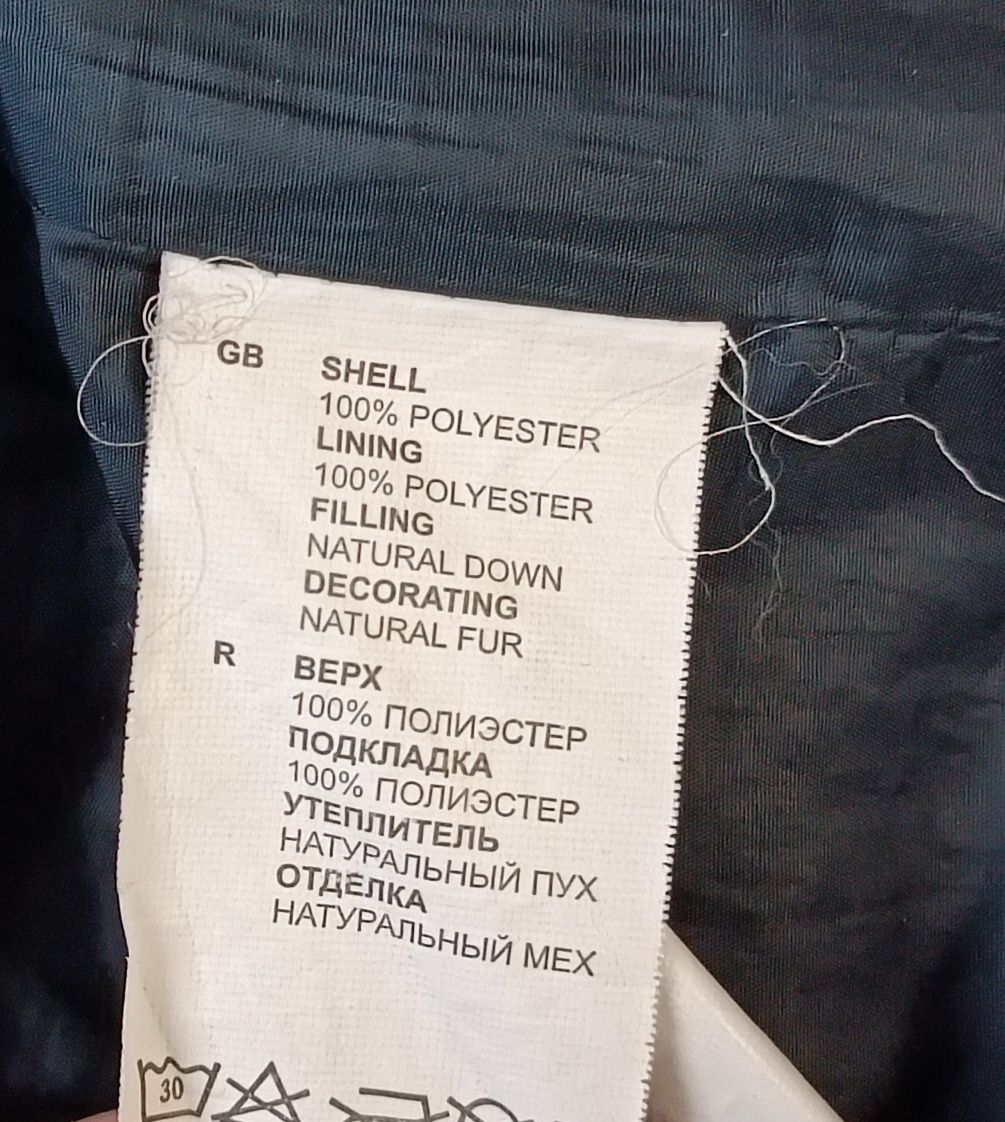 GB SHELL
100% POLYESTER
LINING
100% POLYESTER
FILLING
NATURAL DOWN
DECORATING
NATURAL FUR
R ВЕРХ
100% ПОЛИЭСТЕР
ПОДКЛАДКА
100% ПОЛИЭСТЕР
УТЕПЛИТЕЛЬ
НАТУРАЛЬНЫЙ ПУХ
ОТДЕЛКА
НАТУРАЛЬНЫЙ МЕХ
30